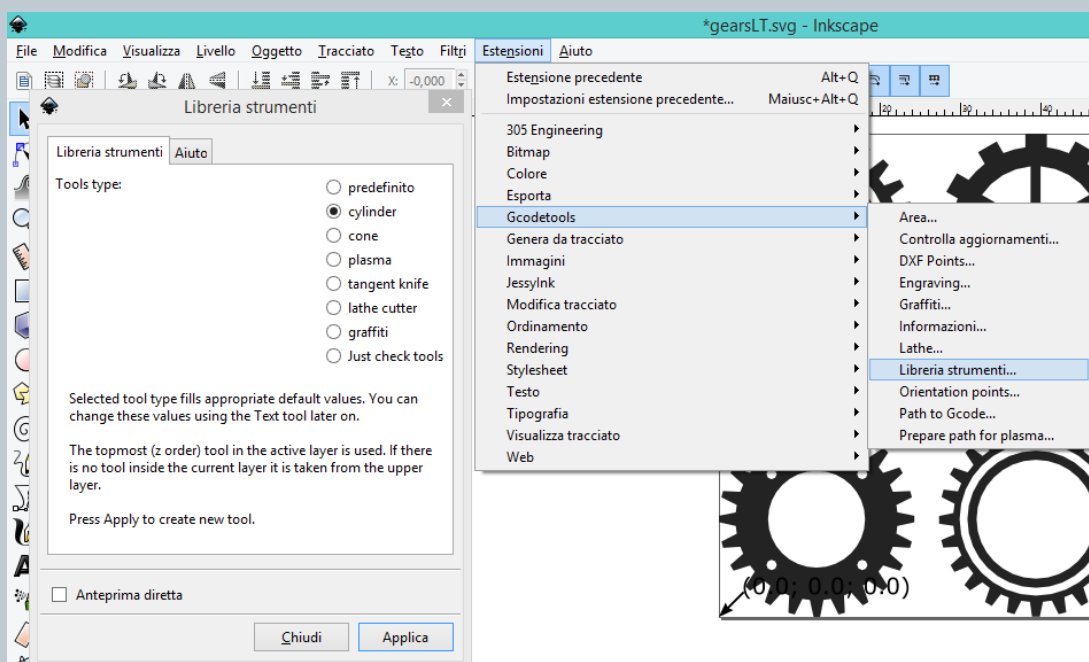 *gearsLT.svg - Inkscape
File Modifica Visualizza Livello Oggetto Tracciato Testo Filtri Estensioni Aiuto
X: -0,000
Libreria strumenti
Libreria strumenti Aiuto
Tools type:
predefinito
cylinder
cone
plasma
tangent knife
lathe cutter
graffiti
Just check tools
Selected tool type fills appropriate default values. You can
change these values using the Text tool later on.
The topmost (z order) tool in the active layer is used. If there
is no tool inside the current layer it is taken from the upper
layer.
Press Apply to create new tool.
Anteprima diretta
Chiudi Applica
Estensione precedente Alt+Q
Impostazioni estensione precedente... Maiusc+Alt+Q
305 Engineering
Bitmap
Colore
Esporta
Gcodetools
Genera da tracciato
Immagini
JessyInk
Modifica tracciato
Ordinamento
Rendering
Stylesheet
Testo
Tipografia
Visualizza tracciato
Web
20 30 40
Area...
Controlla aggiornamenti...
DXF Points...
Engraving...
Graffiti...
Informazioni...
Lathe...
Libreria strumenti...
Orientation points...
Path to Gcode...
Prepare path for plasma...
(0.0; 0.0; 0.0)